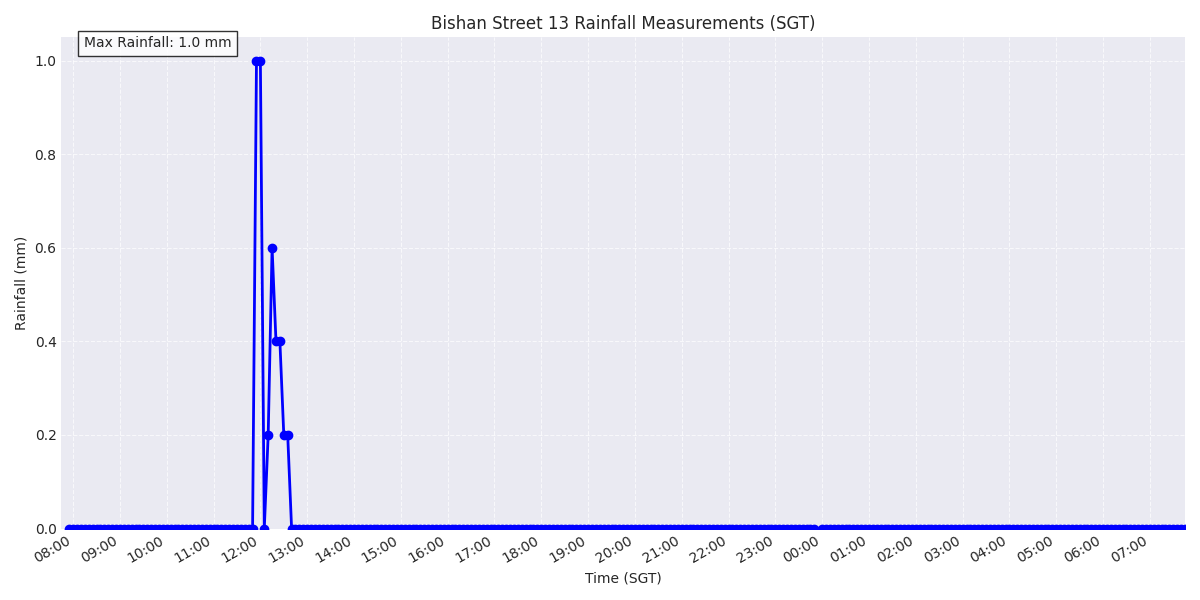 Bishan Street 13 Rainfall Measurements (SGT)
Max Rainfall: 1.0 mm
1.0
0.8
0.6
0.4
0.2
0.0
Rainfall (mm)
08:00 09:00 10:00 11:00 12:00 13:00 14:00 15:00 16:00 17:00 18:00 19:00 20:00 21:00 22:00 23:00 00:00 01:00 02:00 03:00 04:00 05:00 06:00 07:00
Time (SGT)